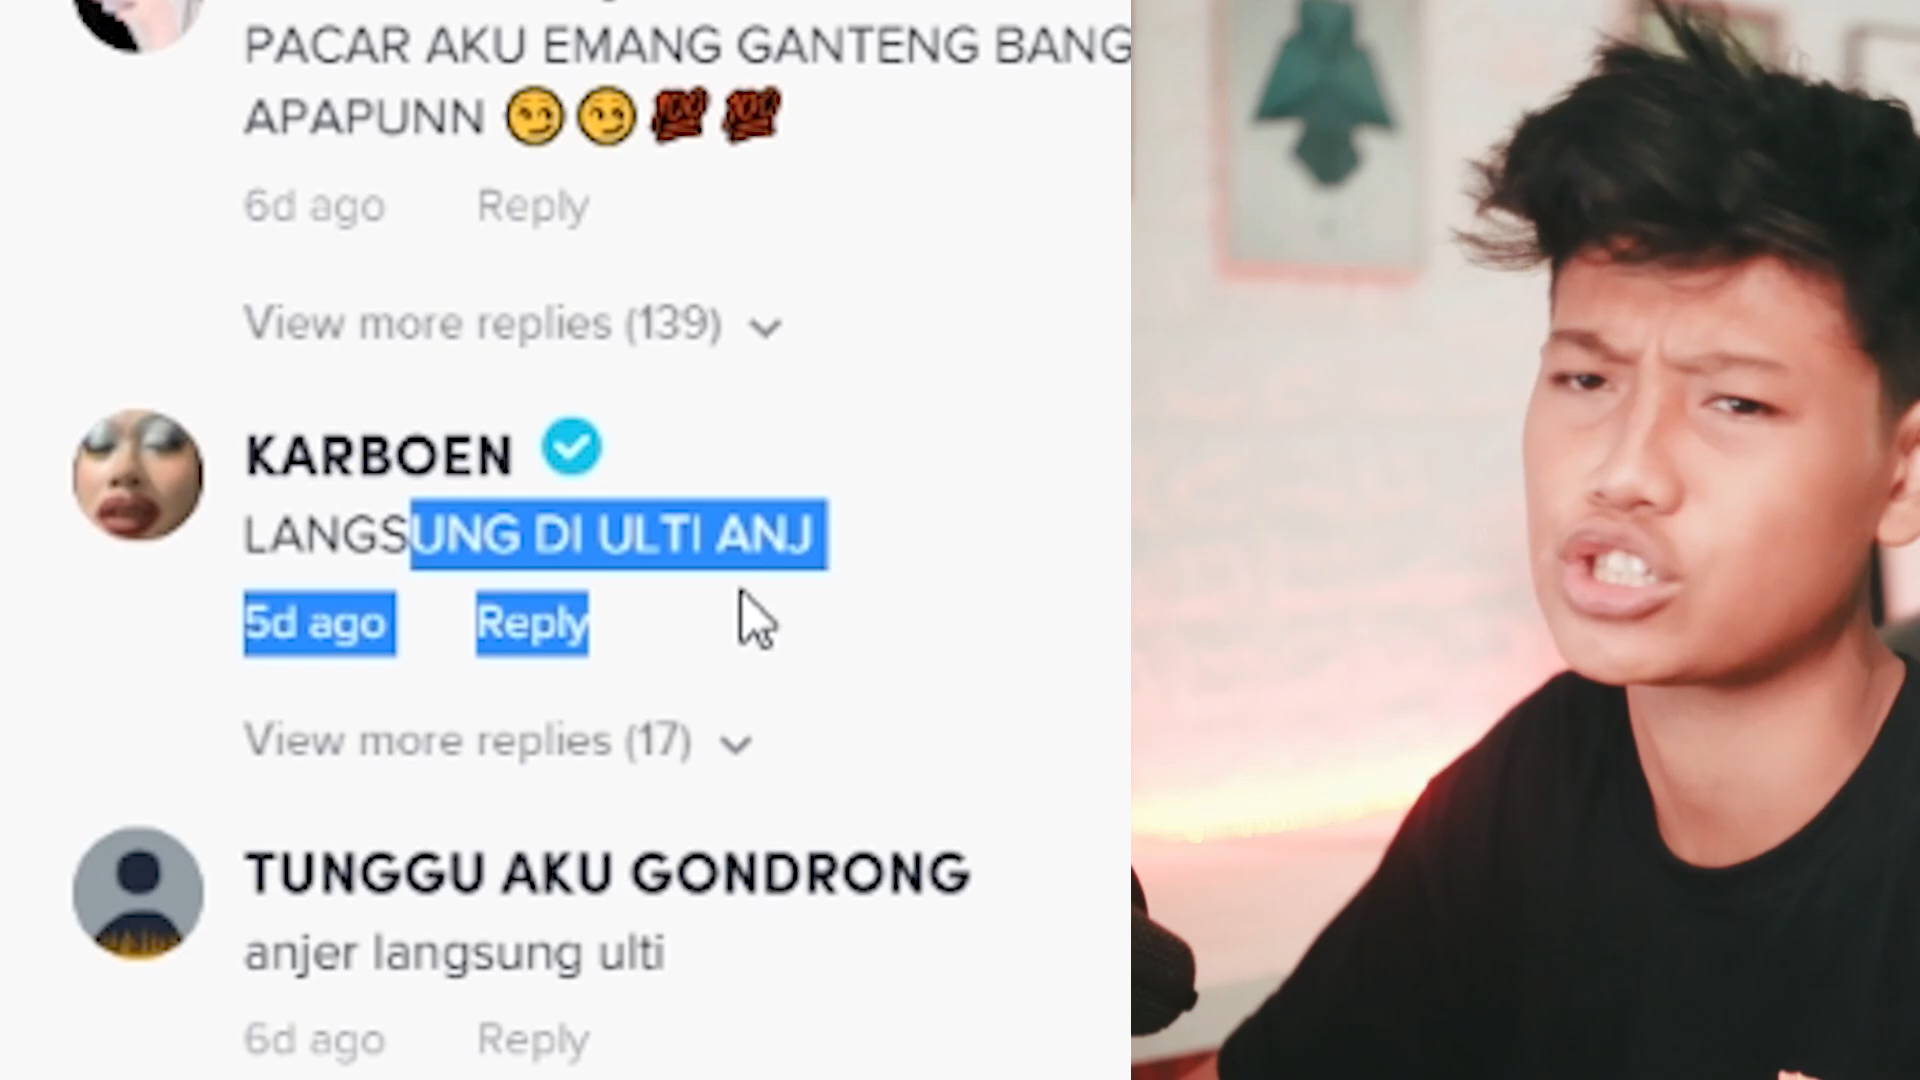 PACAR AKU EMANG GANTENG BANG
APAPUNN 😏😏💯💯
6d ago Reply
View more replies (139)
KARBOEN
LANGSUNG DI ULTI ANJ
5d ago Reply
View more replies (17)
TUNGGU AKU GONDRONG
anjer langsung ulti
6d ago Reply